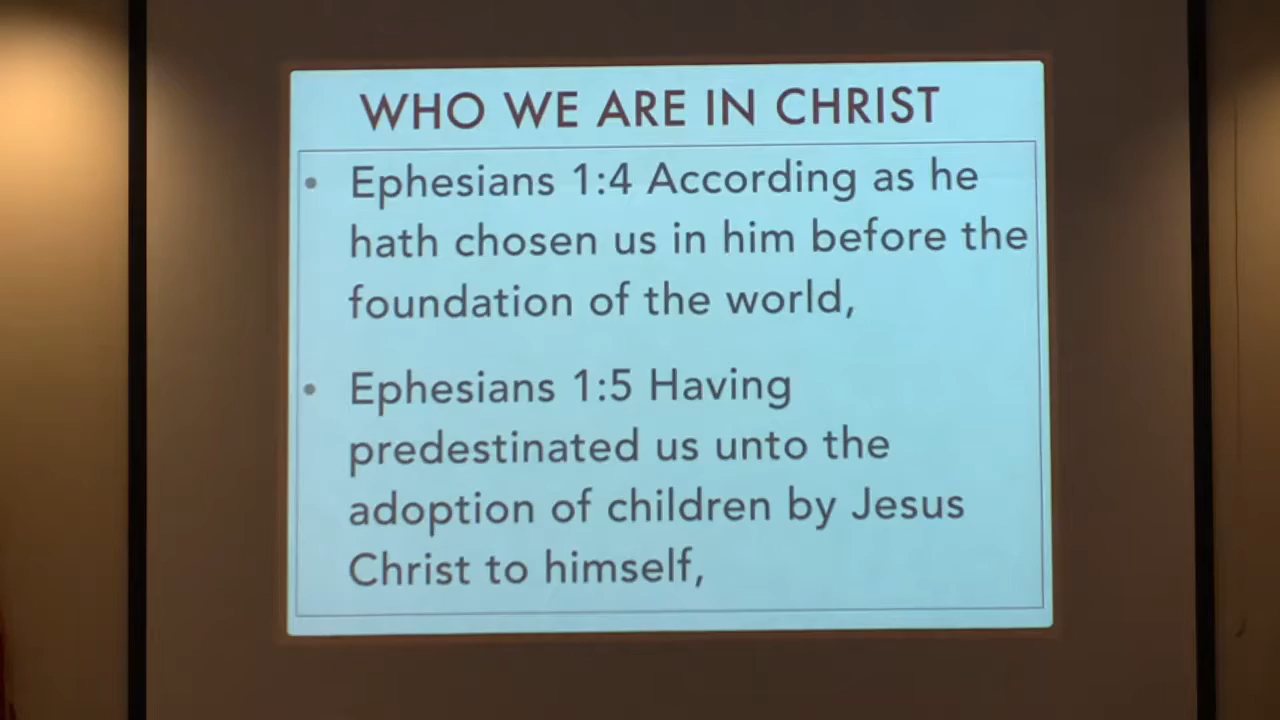 WHO WE ARE IN CHRIST
• Ephesians 1:4 According as he
hath chosen us in him before the
foundation of the world,
• Ephesians 1:5 Having
predestinated us unto the
adoption of children by Jesus
Christ to himself,